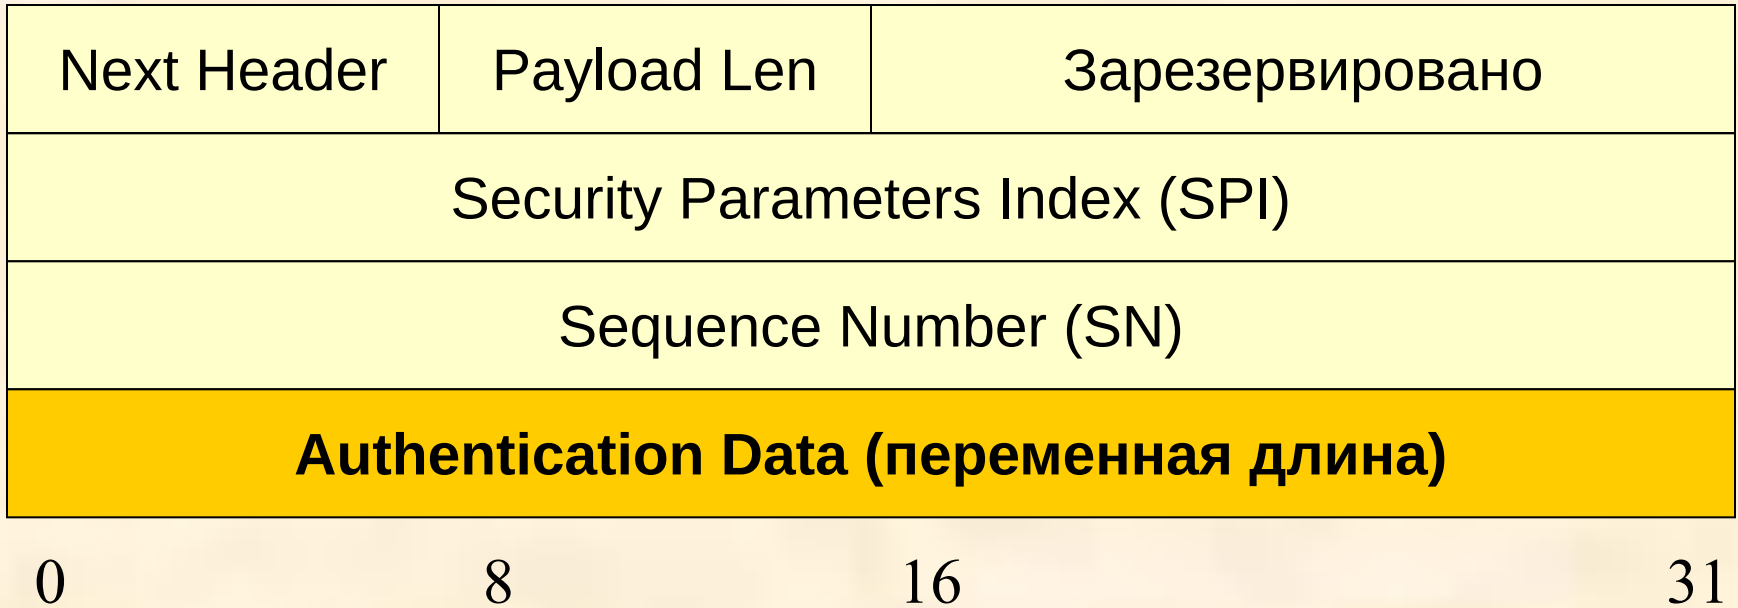 Next Header Payload Len Зарезервировано
Security Parameters Index (SPI)
Sequence Number (SN)
Authentication Data (переменная длина)
0 8 16 31